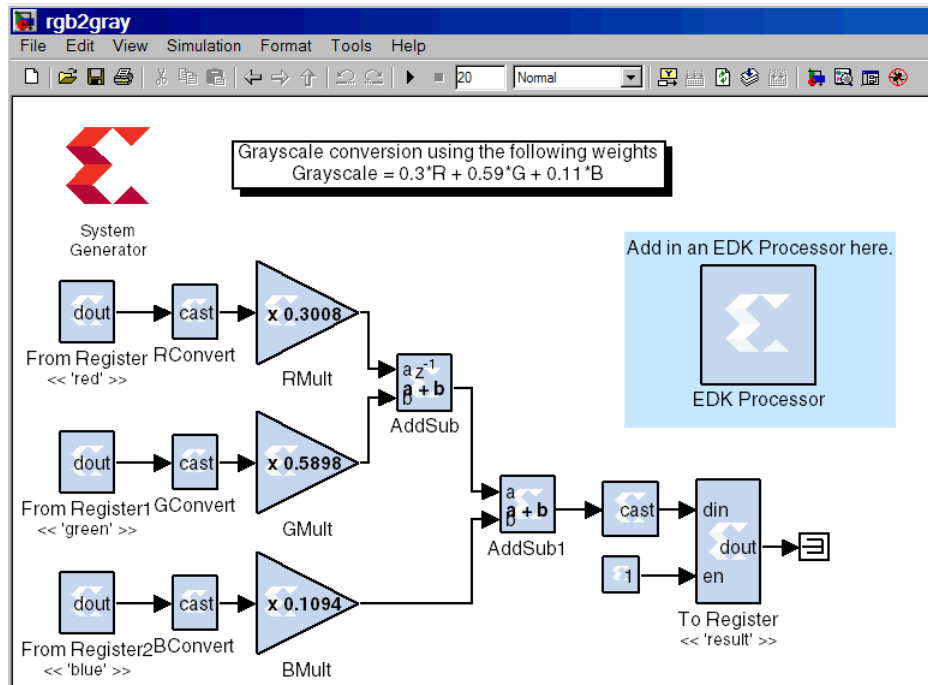 rgb2gray
File Edit View Simulation Format Tools Help
20 Normal
Grayscale conversion using the following weights
Grayscale = 0.3*R + 0.59*G + 0.11*B
System
Generator
Add in an EDK Processor here.
EDK Processor
dout cast x 0.3008
From Register RConvert
<< 'red' >>
RMult
a z-1
b a + b
AddSub
dout cast x 0.5898
From Register1 GConvert
<< 'green' >>
GMult
a
b a + b
AddSub1
cast
1
din
dout
en
To Register
<< 'result' >>
dout cast x 0.1094
From Register2 BConvert
<< 'blue' >>
BMult